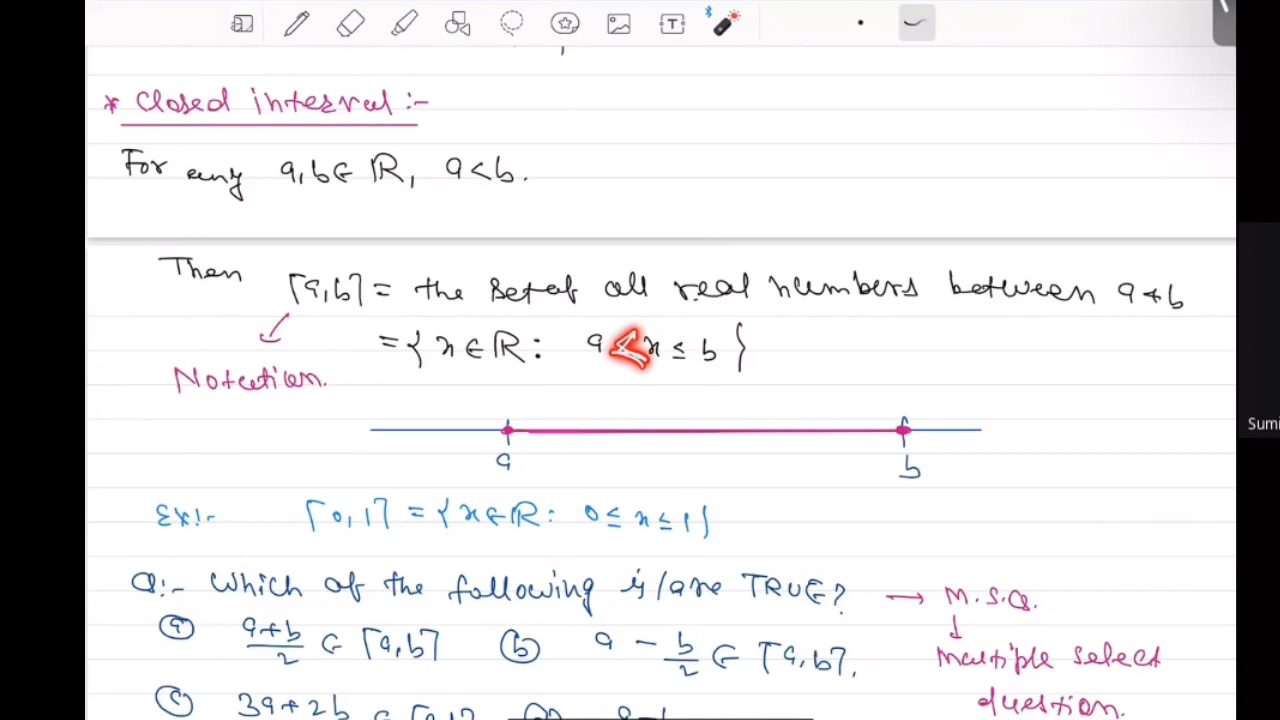 * Closed interval :-
For any a, b ∈ ℝ, a < b.
Then [a, b] = the set of all real numbers between a & b
= { x ∈ ℝ : a ≤ x ≤ b }
Notation.
a b
Ex:- [0, 1] = { x ∈ ℝ : 0 ≤ x ≤ 1 }
Q:- Which of the following is/are TRUE? → M.S.Q.
(a) a+b/2 ∈ [a, b] (b) a - b/2 ∈ [a, b].
Multiple select
question.
(c) 3a+2b
Sumi